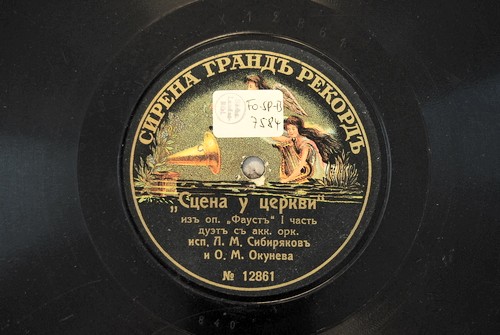 СИРЕНА ГРАНДЪ РЕКОРДЪ
FO-SP-B
7584
„Сцена у церкви"
изъ оп. „Фаустъ" I часть
дуэтъ съ акк. орк.
исп. Л. М. Сибиряковъ
и О. М. Окунева
№ 12861